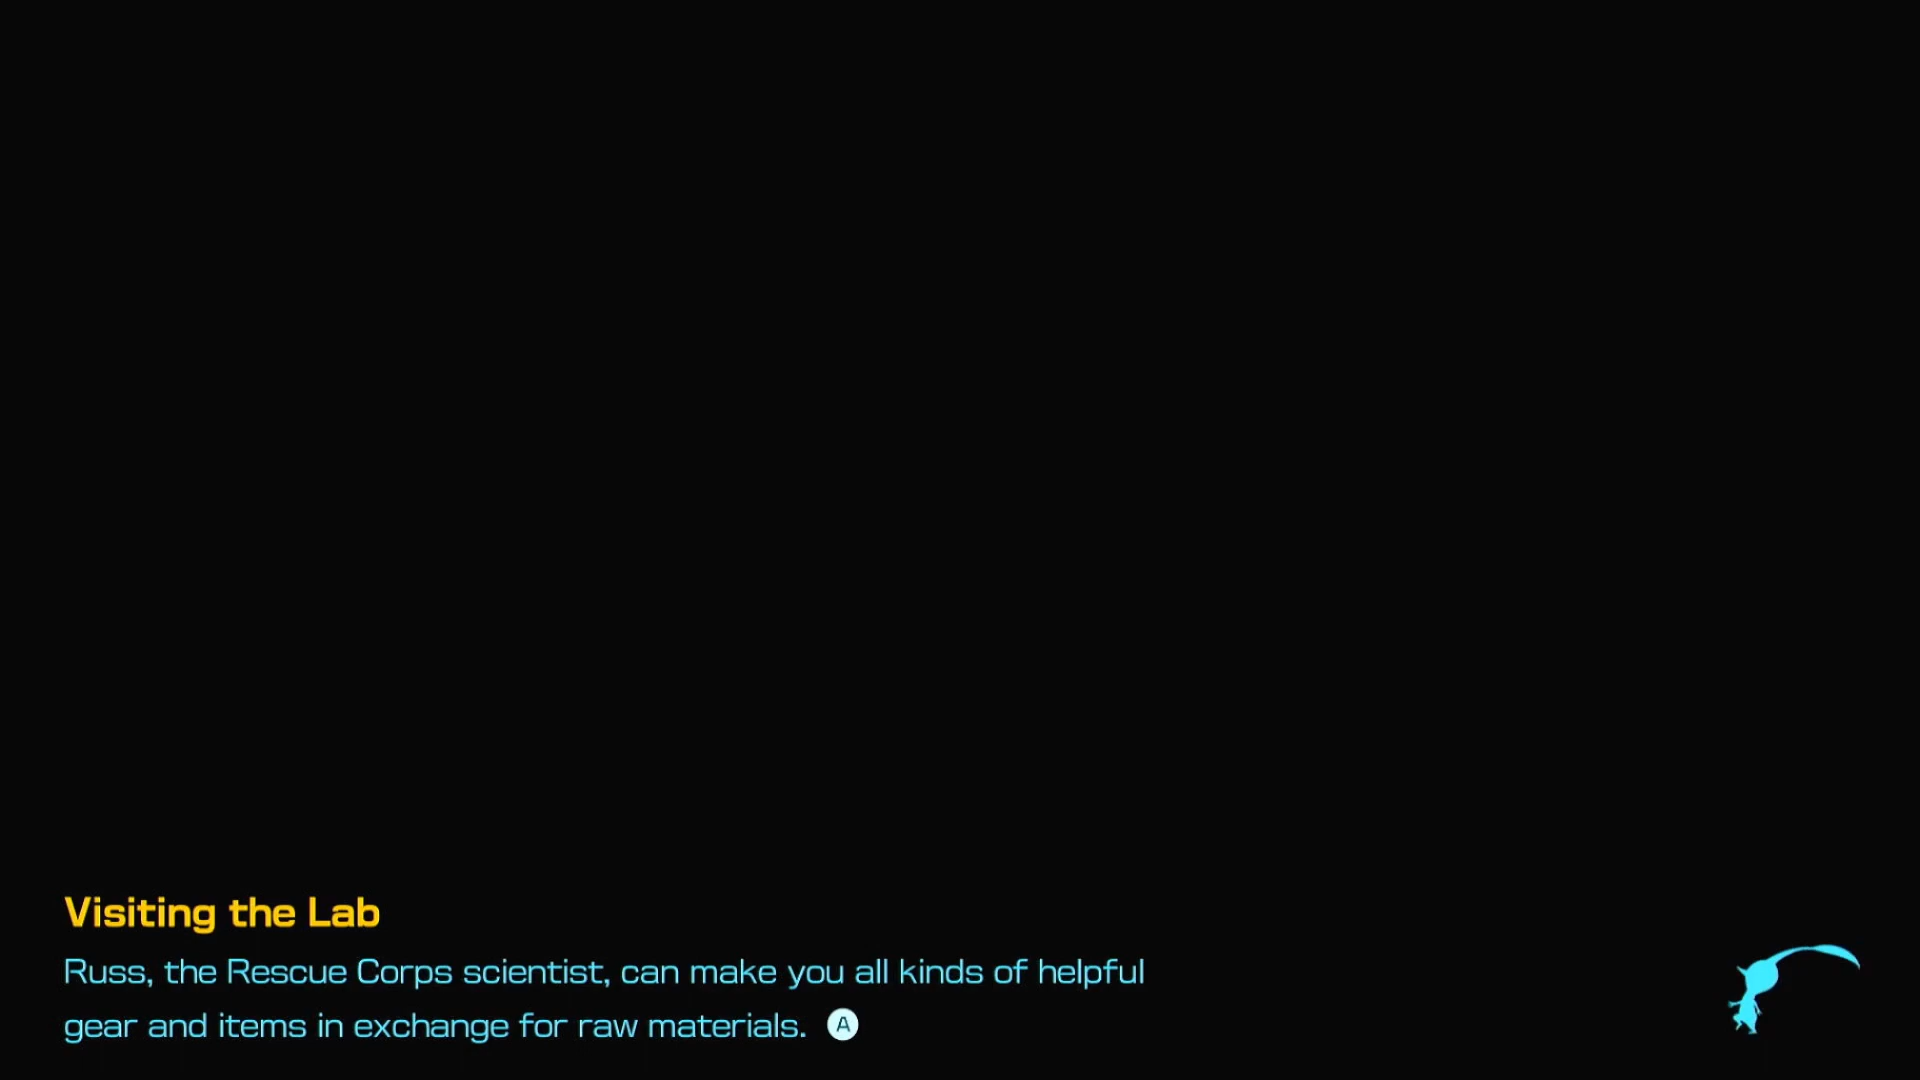 Visiting the Lab
Russ, the Rescue Corps scientist, can make you all kinds of helpful
gear and items in exchange for raw materials. A